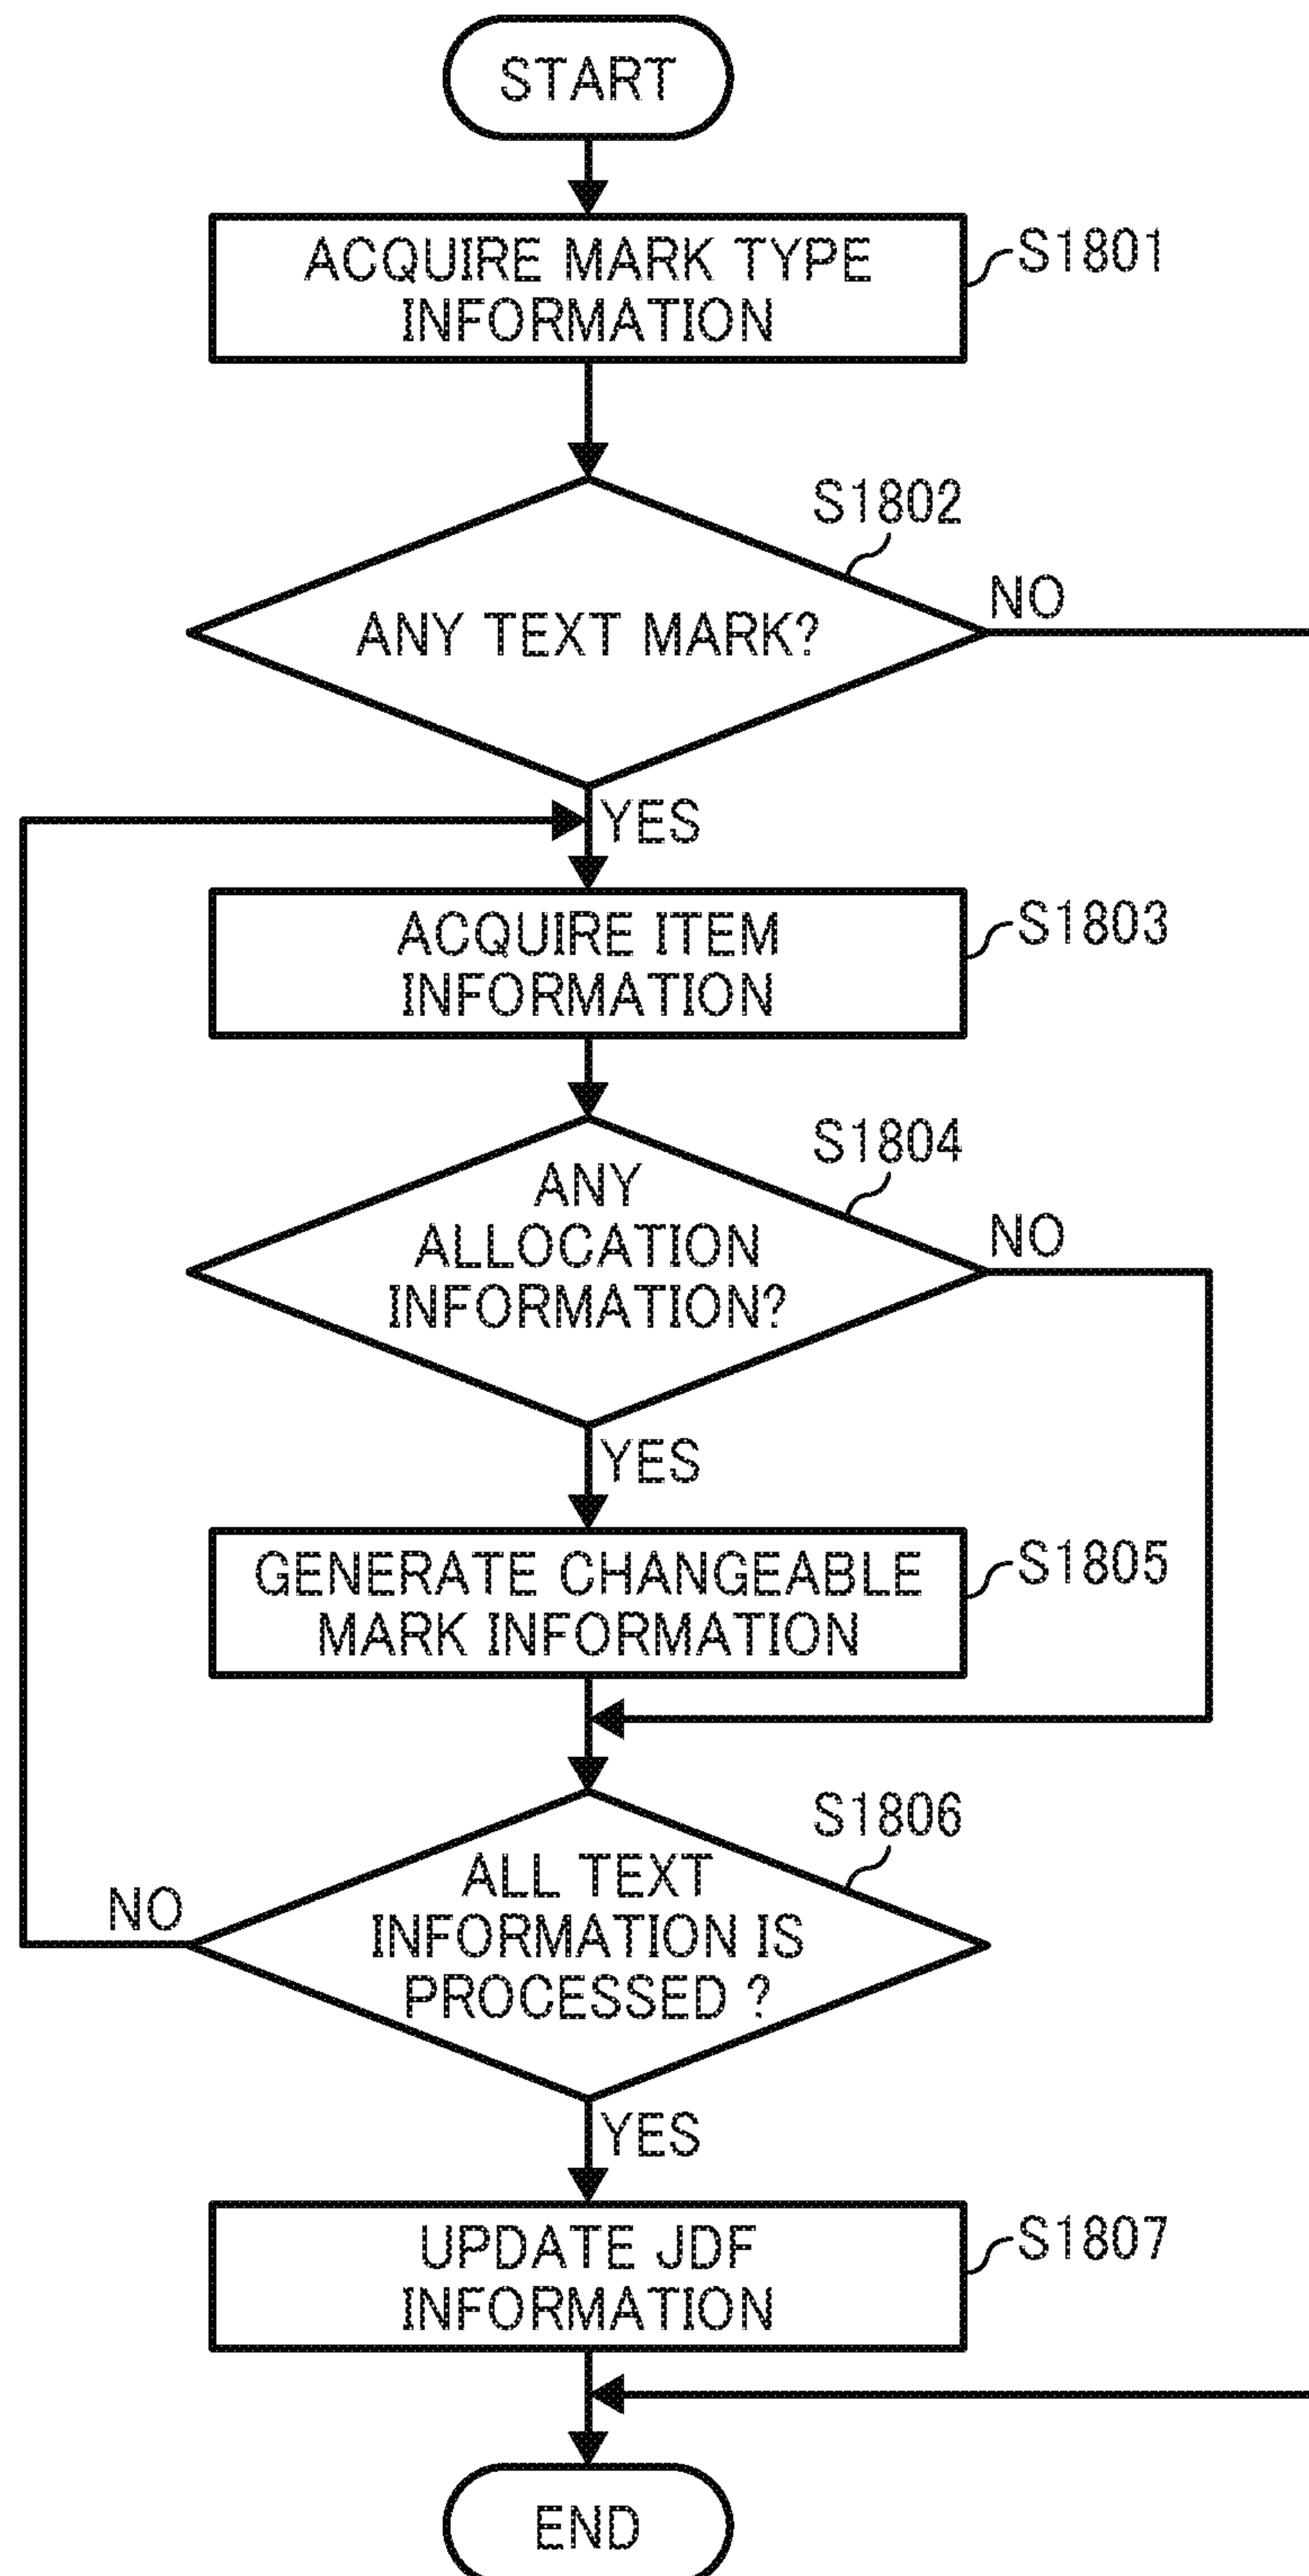 START
ACQUIRE MARK TYPE
INFORMATION
S1801
S1802
ANY TEXT MARK?
NO
YES
ACQUIRE ITEM
INFORMATION
S1803
S1804
ANY
ALLOCATION
INFORMATION?
NO
YES
GENERATE CHANGEABLE
MARK INFORMATION
S1805
S1806
ALL TEXT
INFORMATION IS
PROCESSED ?
NO
YES
UPDATE JDF
INFORMATION
S1807
END